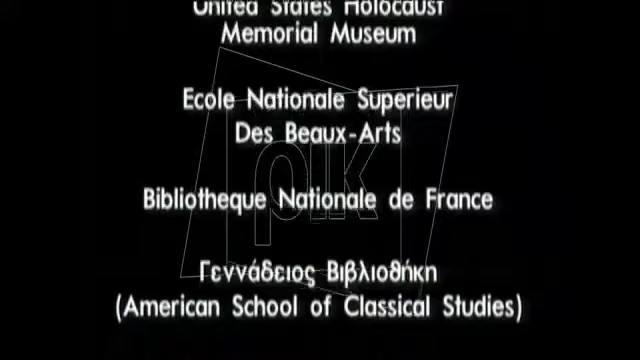 United States Holocaust
Memorial Museum
Ecole Nationale Superieur
Des Beaux-Arts
Bibliotheque Nationale de France
Γεννάδειος Βιβλιοθήκη
(American School of Classical Studies)
ρικ